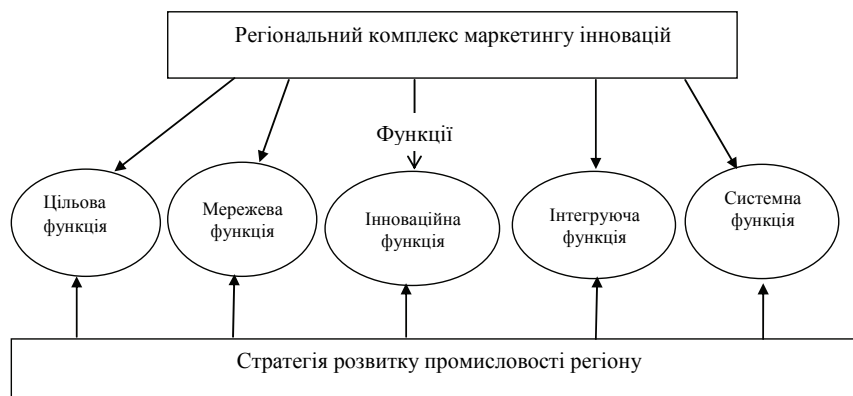 Регіональний комплекс маркетингу інновацій
Функції
Цільова
функція
Мережева
функція
Інноваційна
функція
Інтегруюча
функція
Системна
функція
Стратегія розвитку промисловості регіону